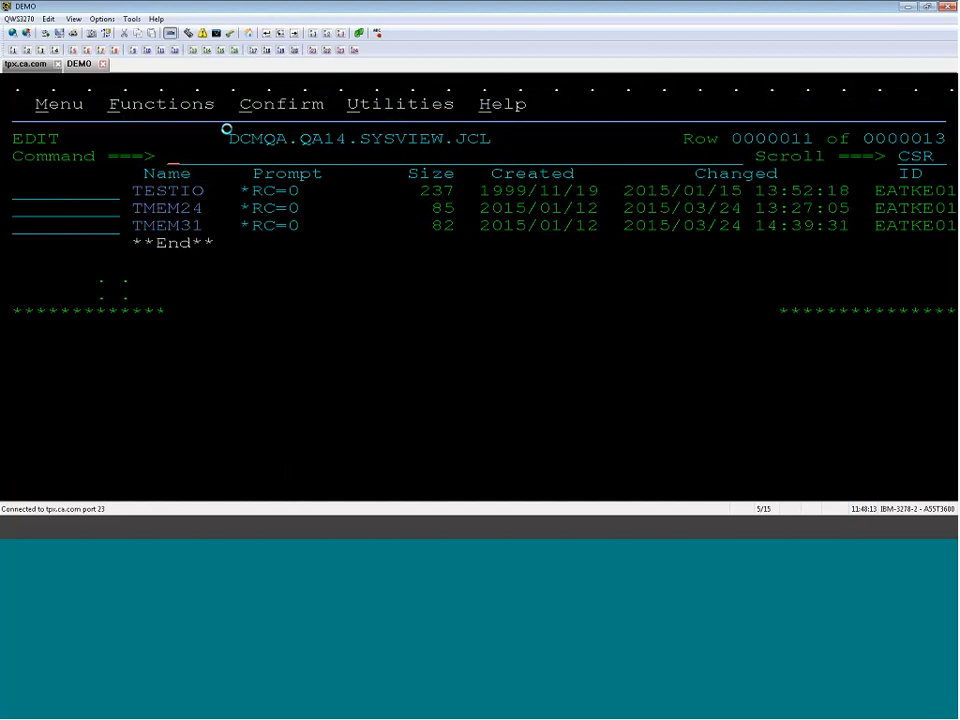 DEMO
QWS3270 Edit View Options Tools Help
tpx.ca.com DEMO
Menu Functions Confirm Utilities Help
EDIT DCMQA.QA14.SYSVIEW.JCL Row 0000011 of 0000013
Command ===> _ Scroll ===> CSR
Name Prompt Size Created Changed ID
TESTIO *RC=0 237 1999/11/19 2015/01/15 13:52:18 EATKE01
TMEM24 *RC=0 85 2015/01/12 2015/03/24 13:27:05 EATKE01
TMEM31 *RC=0 82 2015/01/12 2015/03/24 14:39:31 EATKE01
**End**
. .
. .
************* ***************
Connected to tpx.ca.com port 23 5/15 11:48:13 IBM-3278-2 - A55T3600